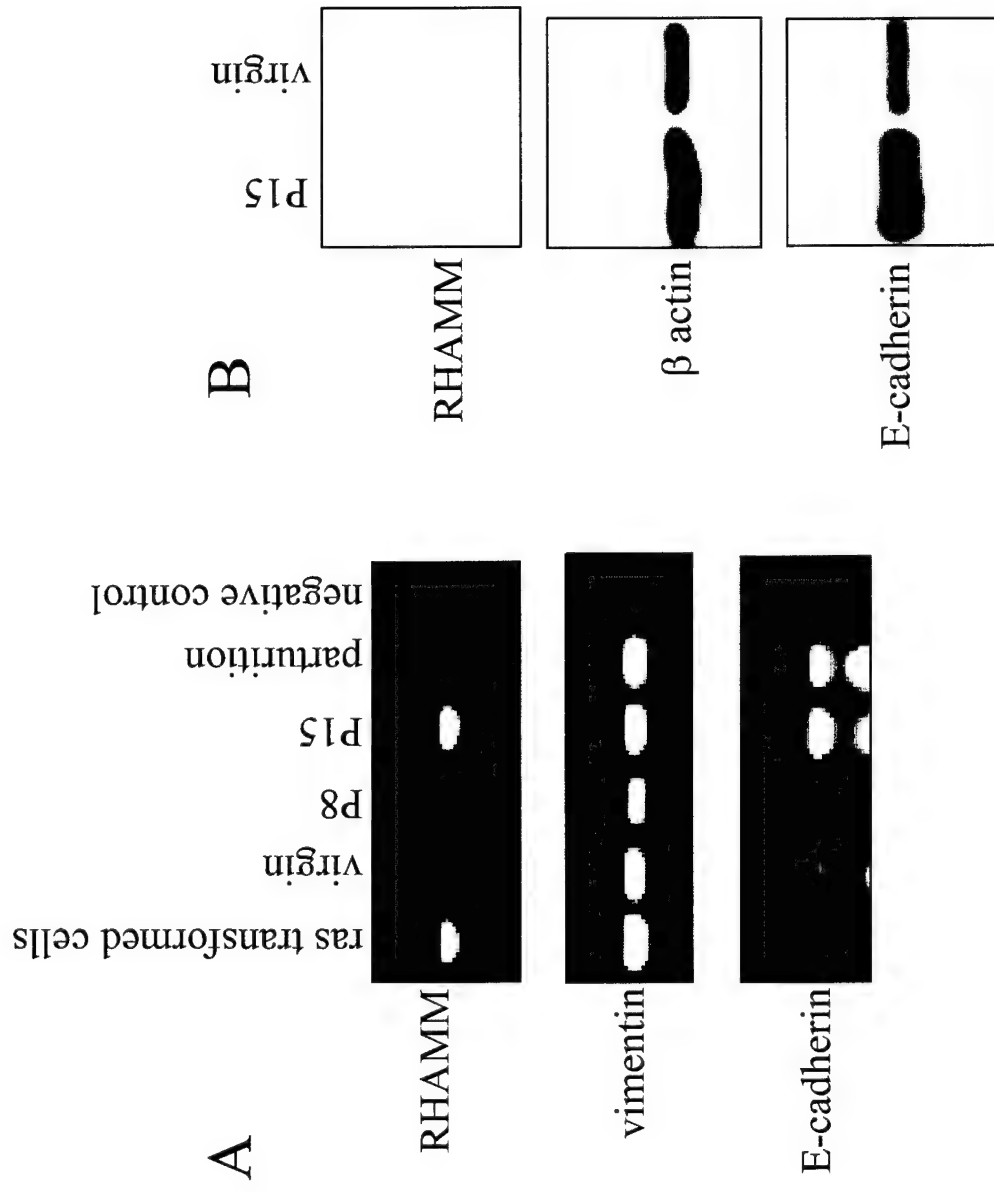 A
ras transformed cells
virgin
P8
P15
parturition
negative control
RHAMM
vimentin
E-cadherin
B
P15
virgin
RHAMM
β actin
E-cadherin